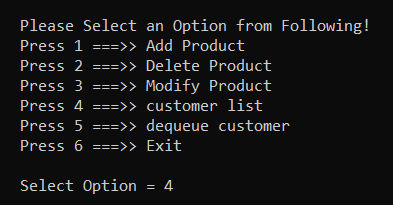 Please Select an Option from Following!
Press 1 ===>> Add Product
Press 2 ===>> Delete Product
Press 3 ===>> Modify Product
Press 4 ===>> customer list
Press 5 ===>> dequeue customer
Press 6 ===>> Exit
Select Option = 4